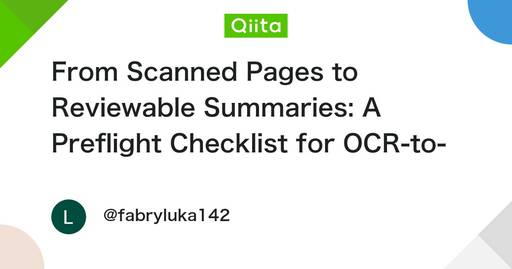 Qiita
From Scanned Pages to
Reviewable Summaries: A
Preflight Checklist for OCR-to-
L
@fabryluka142